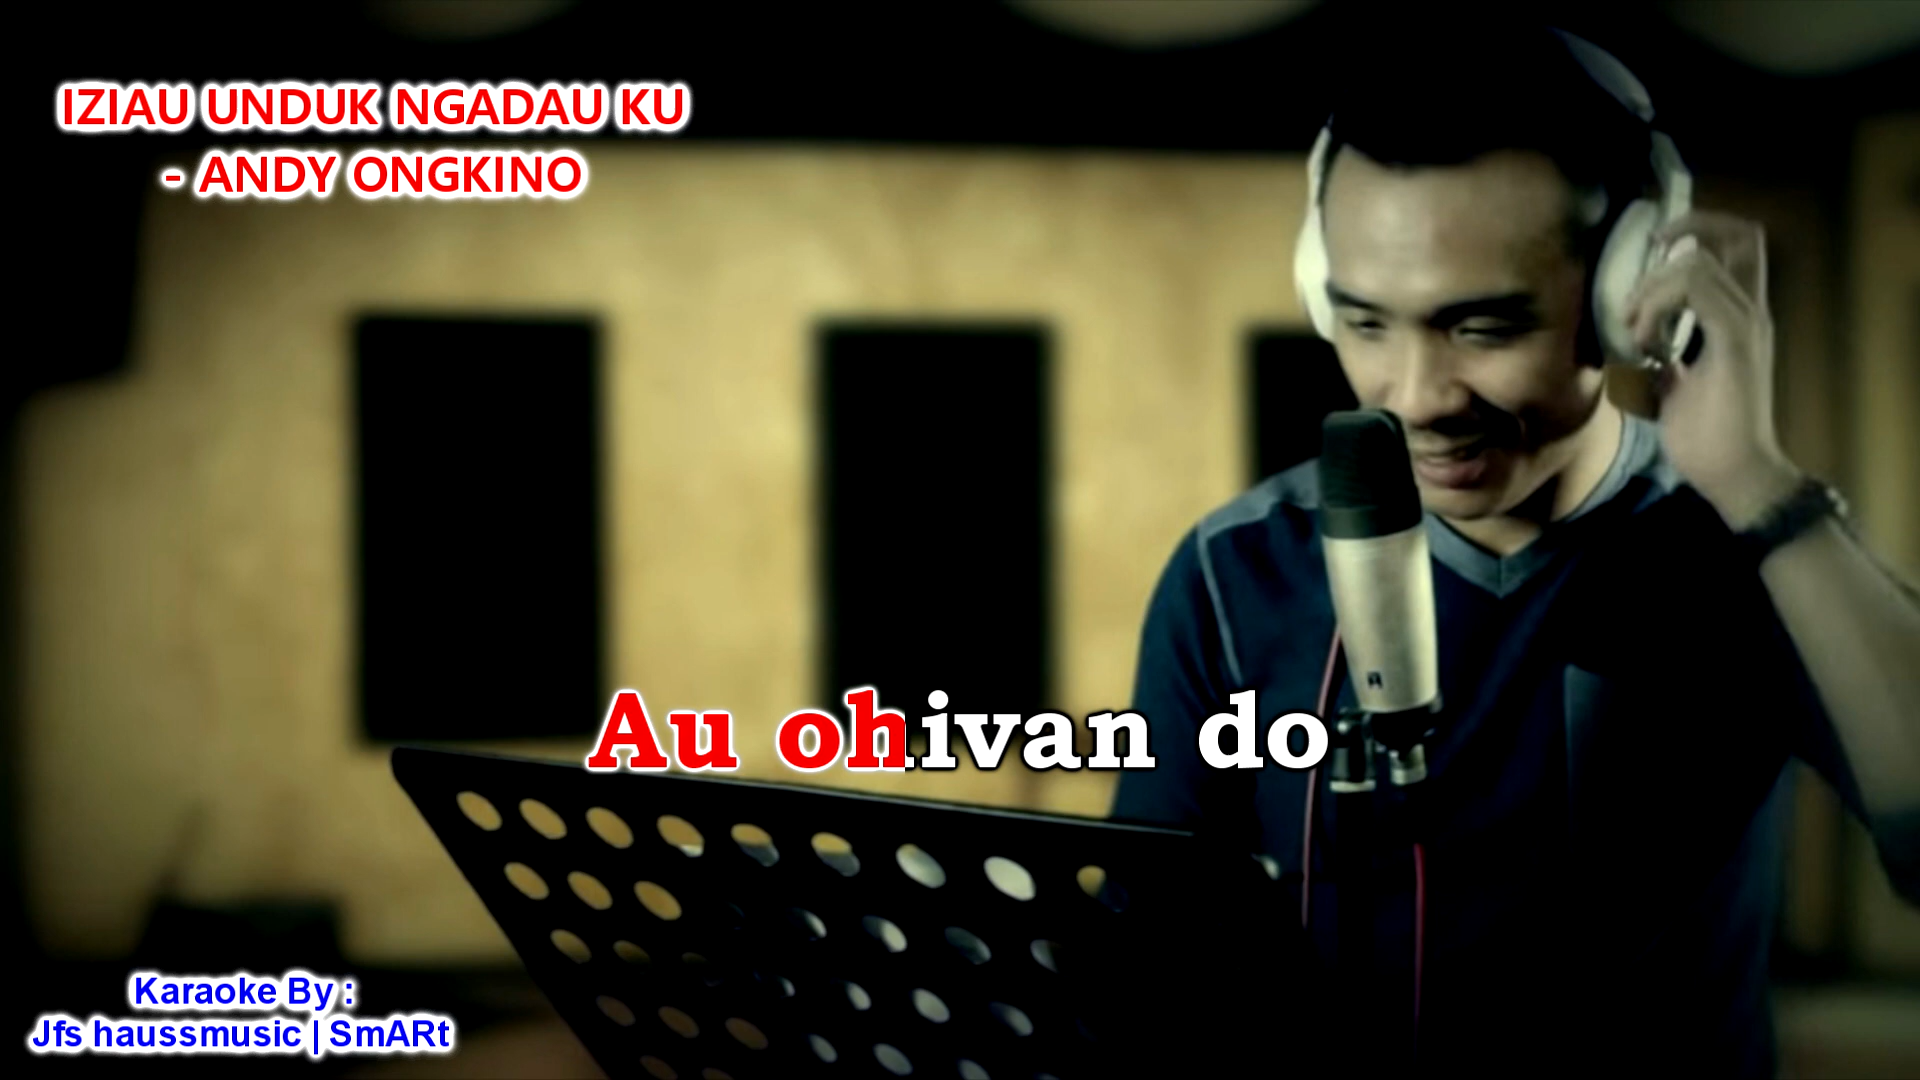 IZIAU UNDUK NGADAU KU
- ANDY ONGKINO
Au ohivan do
Karaoke By :
Jfs haussmusic | SmARt